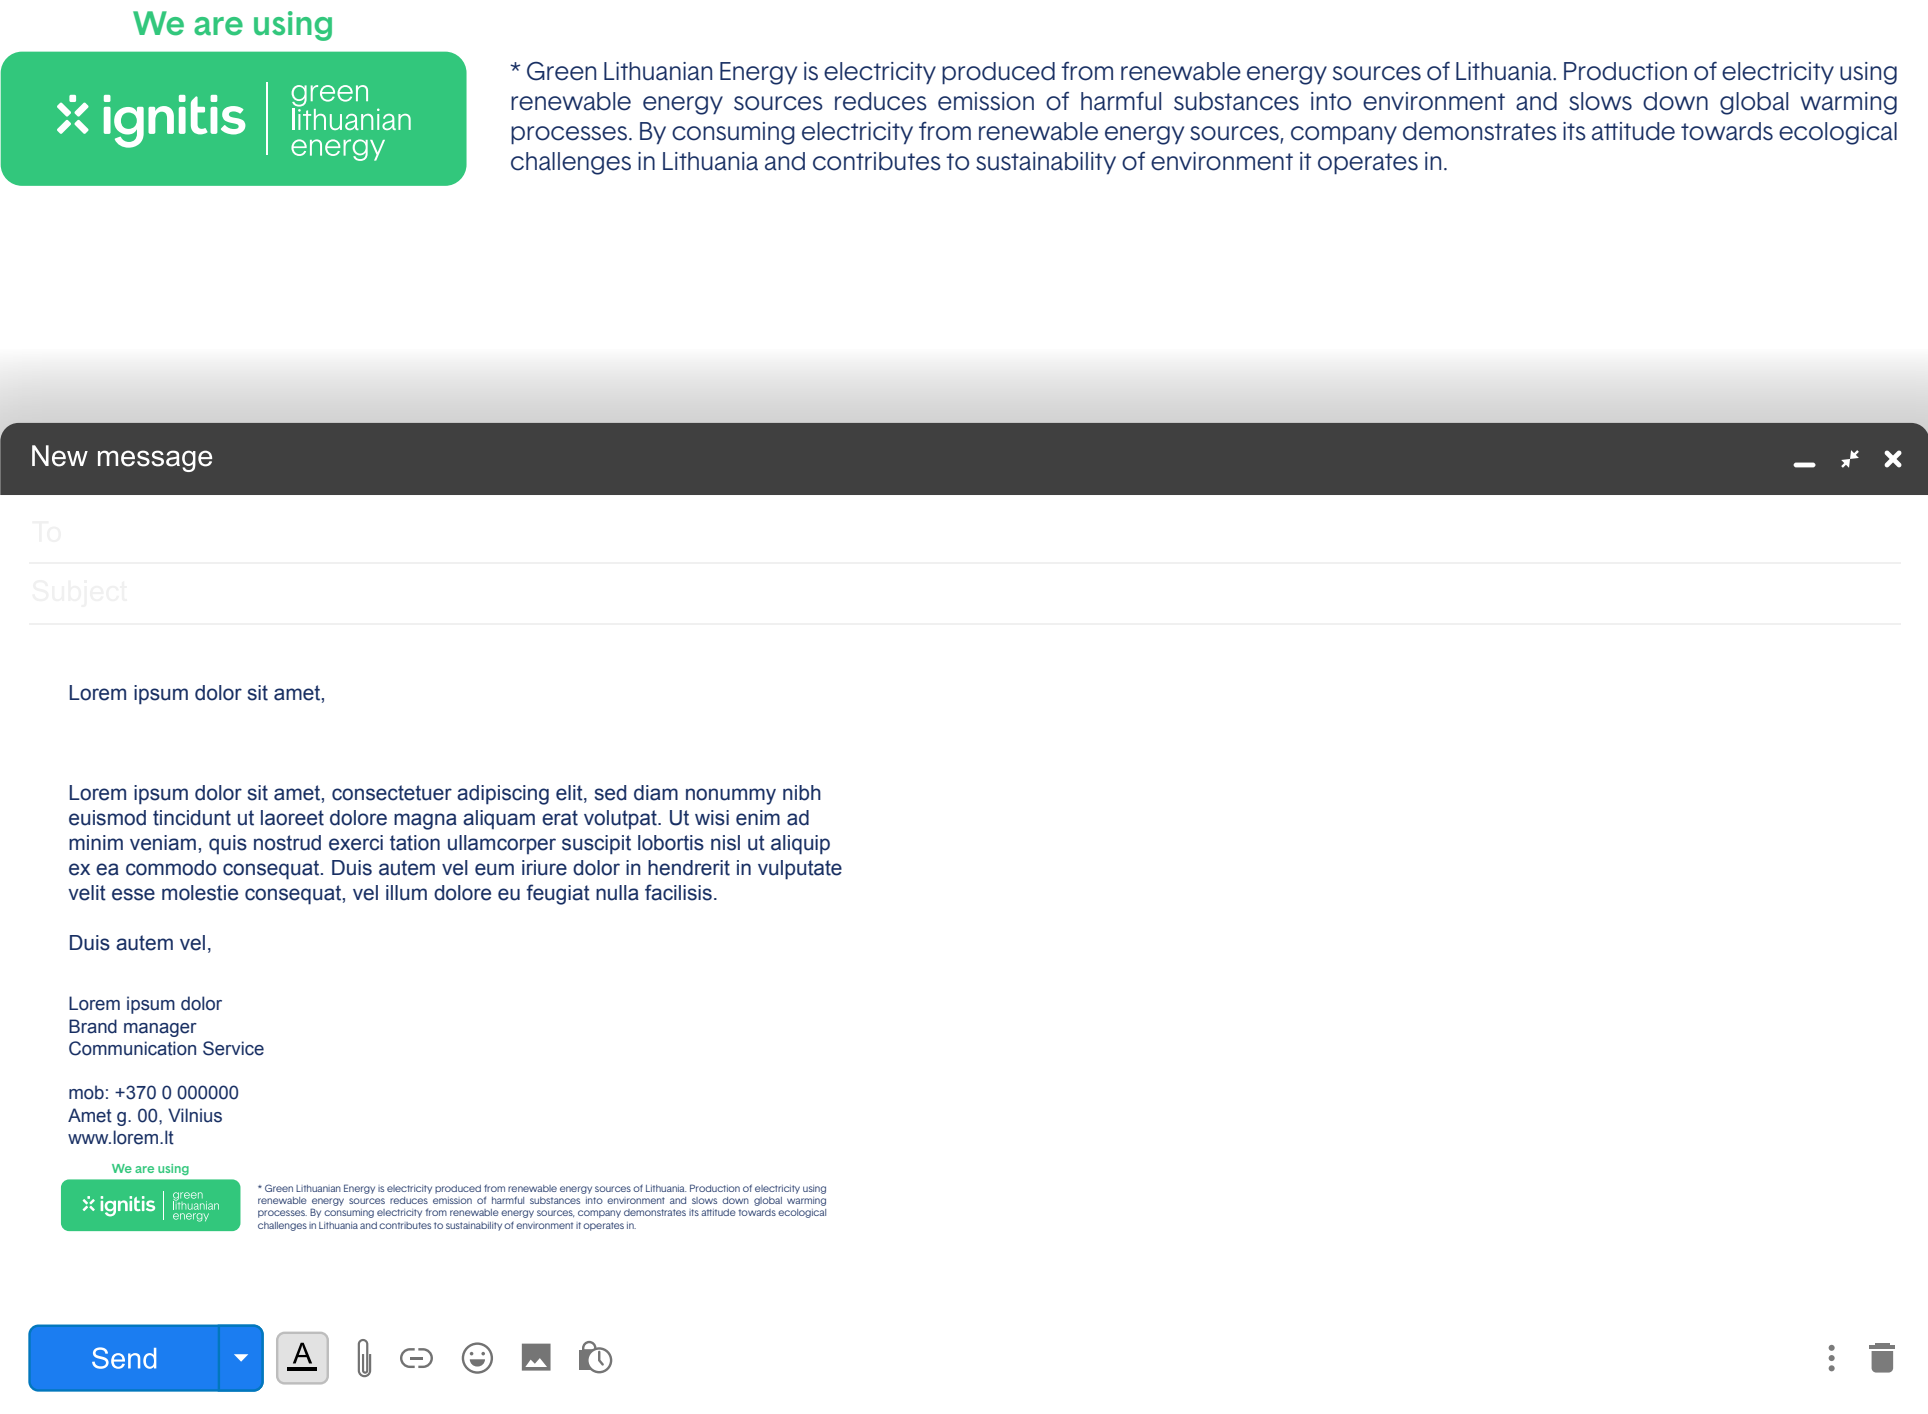 We are using
ignitis
green
lithuanian
energy
* Green Lithuanian Energy is electricity produced from renewable energy sources of Lithuania. Production of electricity using
renewable energy sources reduces emission of harmful substances into environment and slows down global warming
processes. By consuming electricity from renewable energy sources, company demonstrates its attitude towards ecological
challenges in Lithuania and contributes to sustainability of environment it operates in.
New message
To
Subject
Lorem ipsum dolor sit amet,
Lorem ipsum dolor sit amet, consectetuer adipiscing elit, sed diam nonummy nibh
euismod tincidunt ut laoreet dolore magna aliquam erat volutpat. Ut wisi enim ad
minim veniam, quis nostrud exerci tation ullamcorper suscipit lobortis nisl ut aliquip
ex ea commodo consequat. Duis autem vel eum iriure dolor in hendrerit in vulputate
velit esse molestie consequat, vel illum dolore eu feugiat nulla facilisis.
Duis autem vel,
Lorem ipsum dolor
Brand manager
Communication Service
mob: +370 0 000000
Amet g. 00, Vilnius
www.lorem.lt
We are using
ignitis
green
lithuanian
energy
* Green Lithuanian Energy is electricity produced from renewable energy sources of Lithuania. Production of electricity using
renewable energy sources reduces emission of harmful substances into environment and slows down global warming
processes. By consuming electricity from renewable energy sources, company demonstrates its attitude towards ecological
challenges in Lithuania and contributes to sustainability of environment it operates in.
Send
A